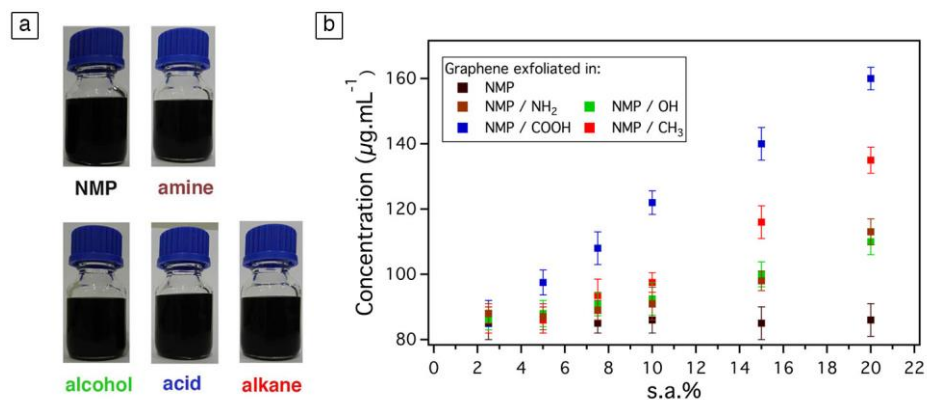 a
NMP
amine
alcohol
acid
alkane
b
Concentration (µg.mL⁻¹)
160
140
120
100
80
Graphene exfoliated in:
NMP
NMP / NH₂
NMP / OH
NMP / COOH
NMP / CH₃
0 2 4 6 8 10 12 14 16 18 20 22
s.a.%